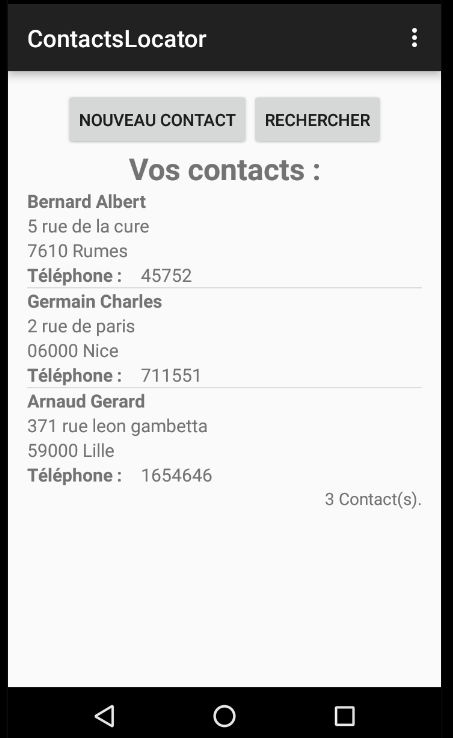 ContactsLocator
NOUVEAU CONTACT RECHERCHER
Vos contacts :
Bernard Albert
5 rue de la cure
7610 Rumes
Téléphone : 45752
Germain Charles
2 rue de paris
06000 Nice
Téléphone : 711551
Arnaud Gerard
371 rue leon gambetta
59000 Lille
Téléphone : 1654646
3 Contact(s).